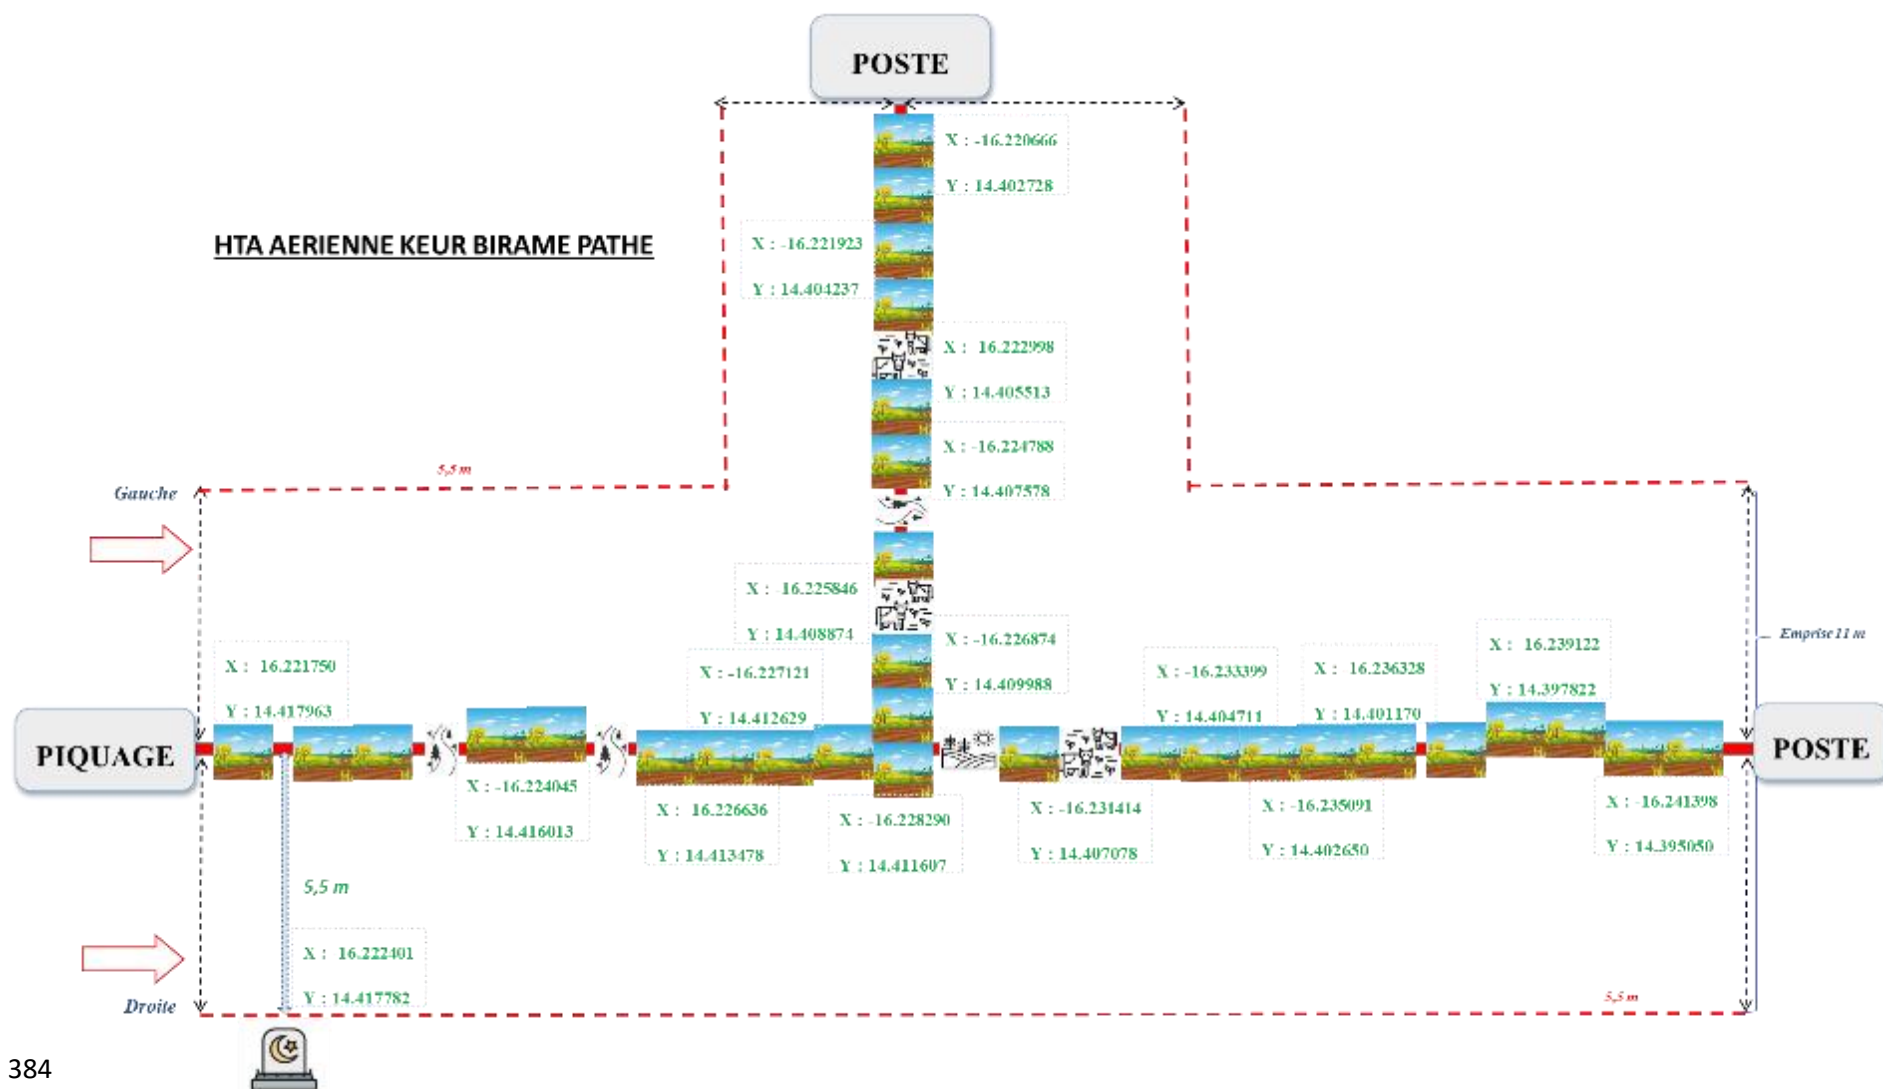 POSTE
X : -16.220666
Y : 14.402728
HTA AERIENNE KEUR BIRAME PATHE
X : -16.221923
Y : 14.404237
X : 16.222998
Y : 14.405513
X : -16.224788
Y : 14.407578
5,5 m
Gauche
X : -16.225846
Y : 14.408874
X : -16.226874
Y : 14.409988
Emprise 11 m
X : 16.221750
Y : 14.417963
X : -16.227121
Y : 14.412629
X : -16.233399
Y : 14.404711
X : 16.236328
Y : 14.401170
X : 16.239122
Y : 14.397822
PIQUAGE
POSTE
X : -16.224045
Y : 14.416013
X : 16.226636
Y : 14.413478
X : -16.228290
Y : 14.411607
X : -16.231414
Y : 14.407078
X : -16.235091
Y : 14.402650
X : -16.241398
Y : 14.395050
5,5 m
X : 16.222401
Y : 14.417782
Droite
5,5 m
384